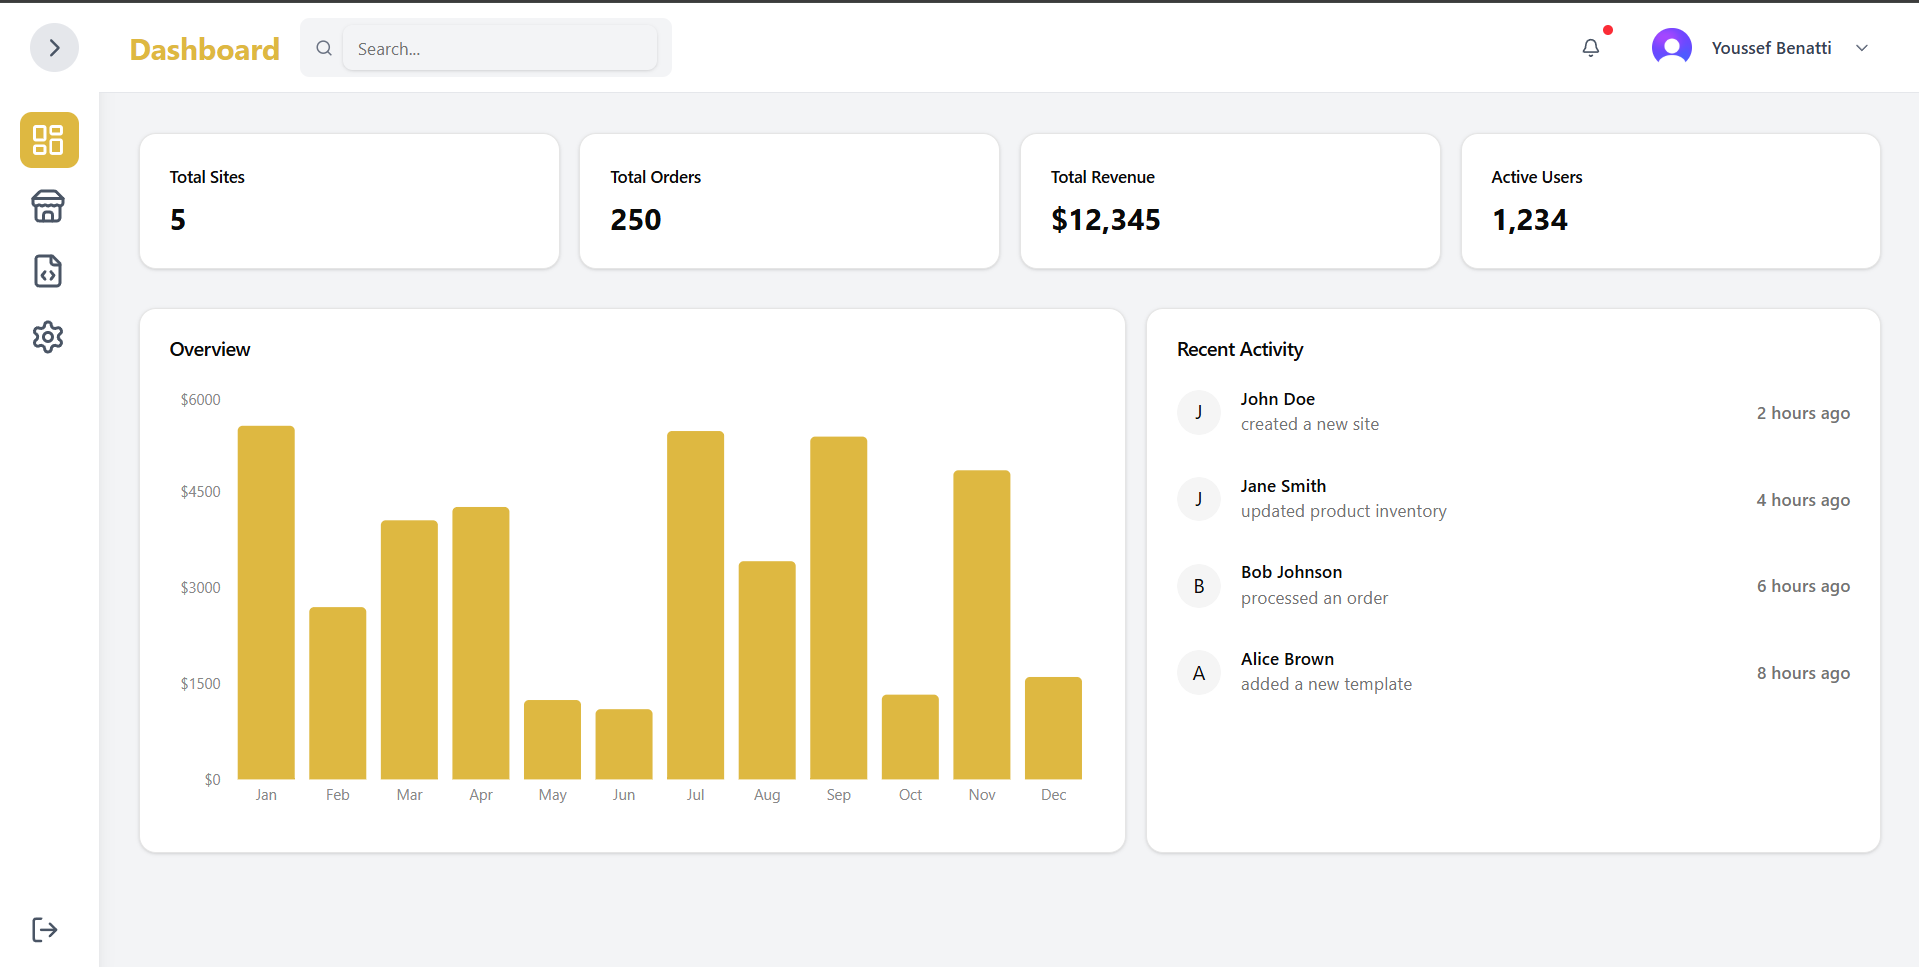 Dashboard
Search...
Youssef Benatti
Total Sites
5
Total Orders
250
Total Revenue
$12,345
Active Users
1,234
Overview
$6000
$4500
$3000
$1500
$0
Jan Feb Mar Apr May Jun Jul Aug Sep Oct Nov Dec
Recent Activity
J
John Doe
created a new site
2 hours ago
J
Jane Smith
updated product inventory
4 hours ago
B
Bob Johnson
processed an order
6 hours ago
A
Alice Brown
added a new template
8 hours ago